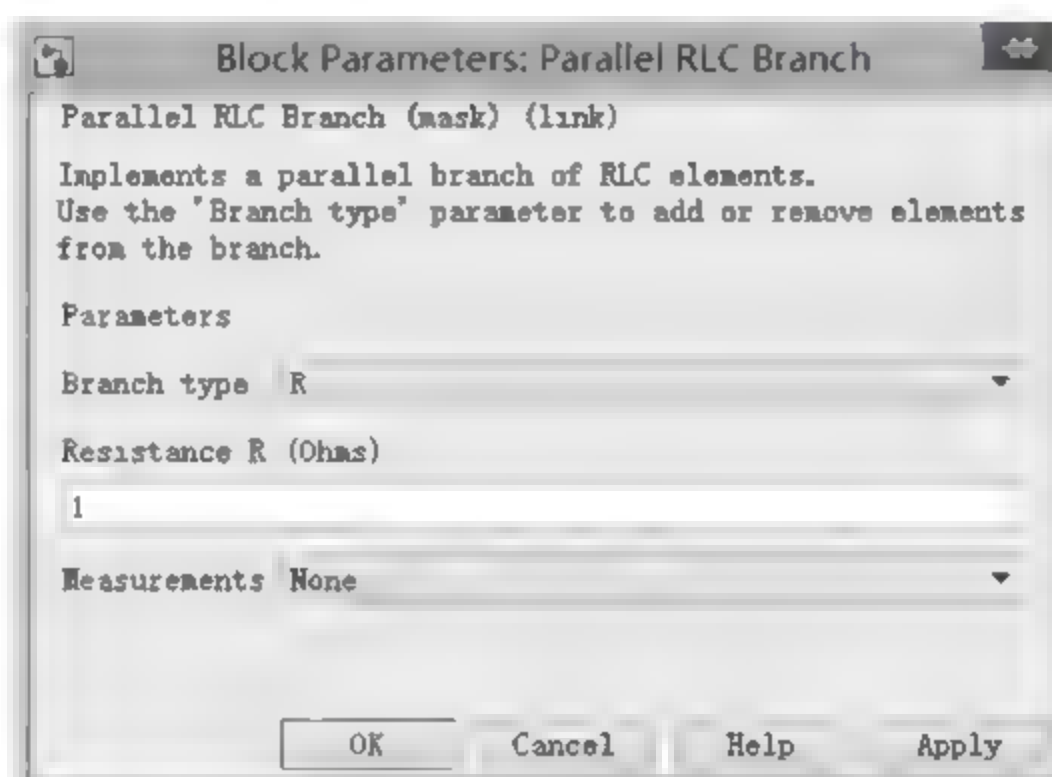 Block Parameters: Parallel RLC Branch
Parallel RLC Branch (mask) (link)
Implements a parallel branch of RLC elements.
Use the 'Branch type' parameter to add or remove elements
from the branch.
Parameters
Branch type R
Resistance R (Ohms)
1
Measurements None
OK Cancel Help Apply